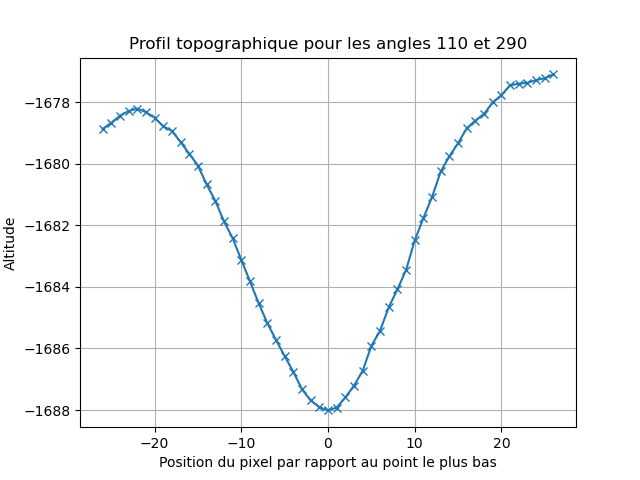 Profil topographique pour les angles 110 et 290
−1678
−1680
−1682
−1684
−1686
−1688
Altitude
−20 −10 0 10 20
Position du pixel par rapport au point le plus bas